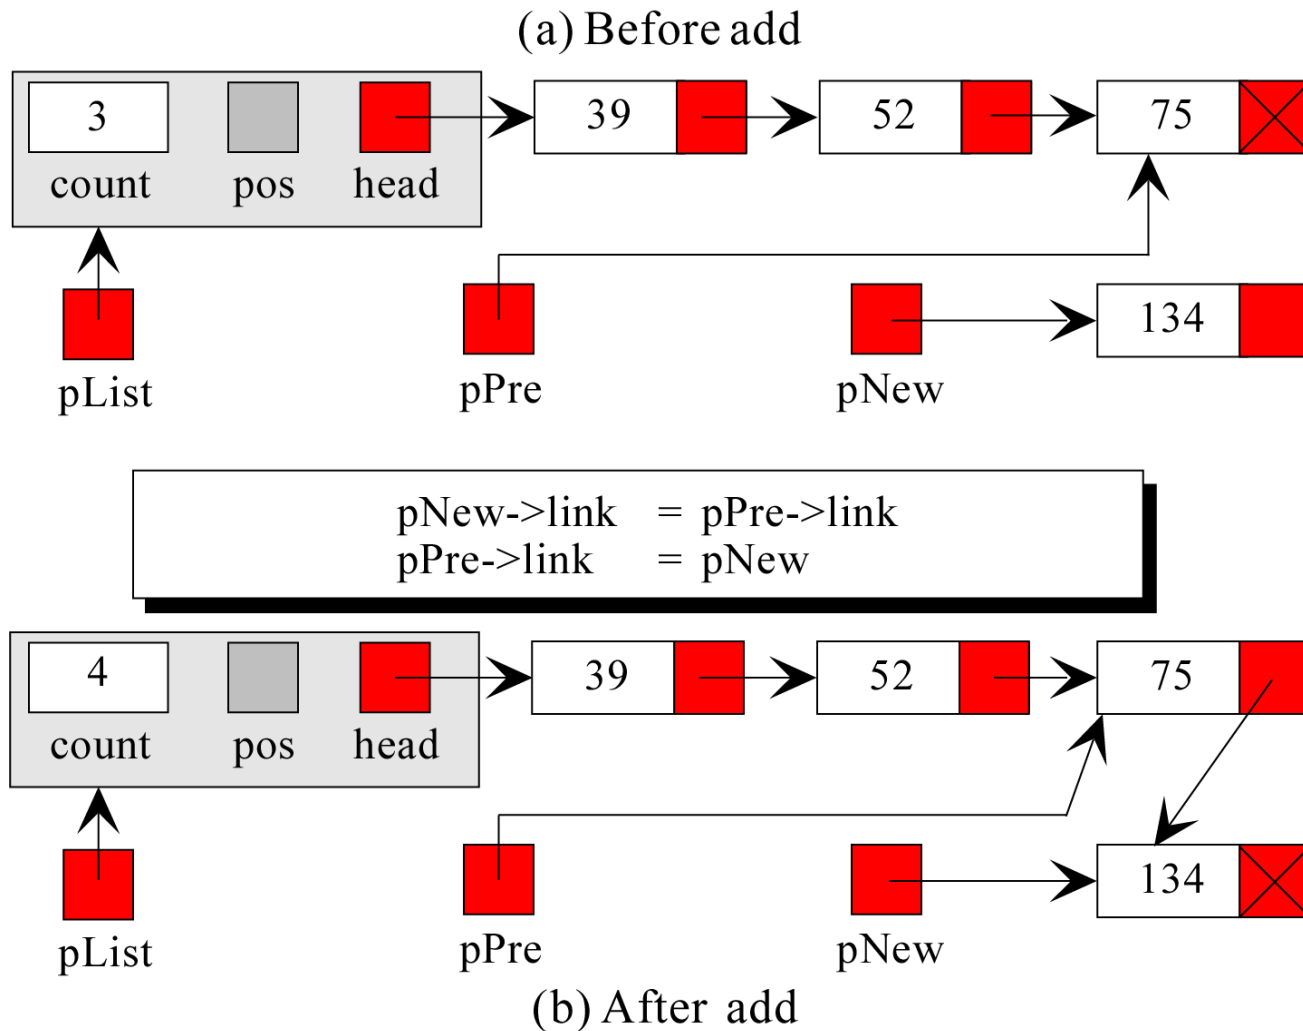 (a) Before add
3 39 52 75
count pos head
134
pList pPre pNew
pNew->link = pPre->link
pPre->link = pNew
4 39 52 75
count pos head
134
pList pPre pNew
(b) After add